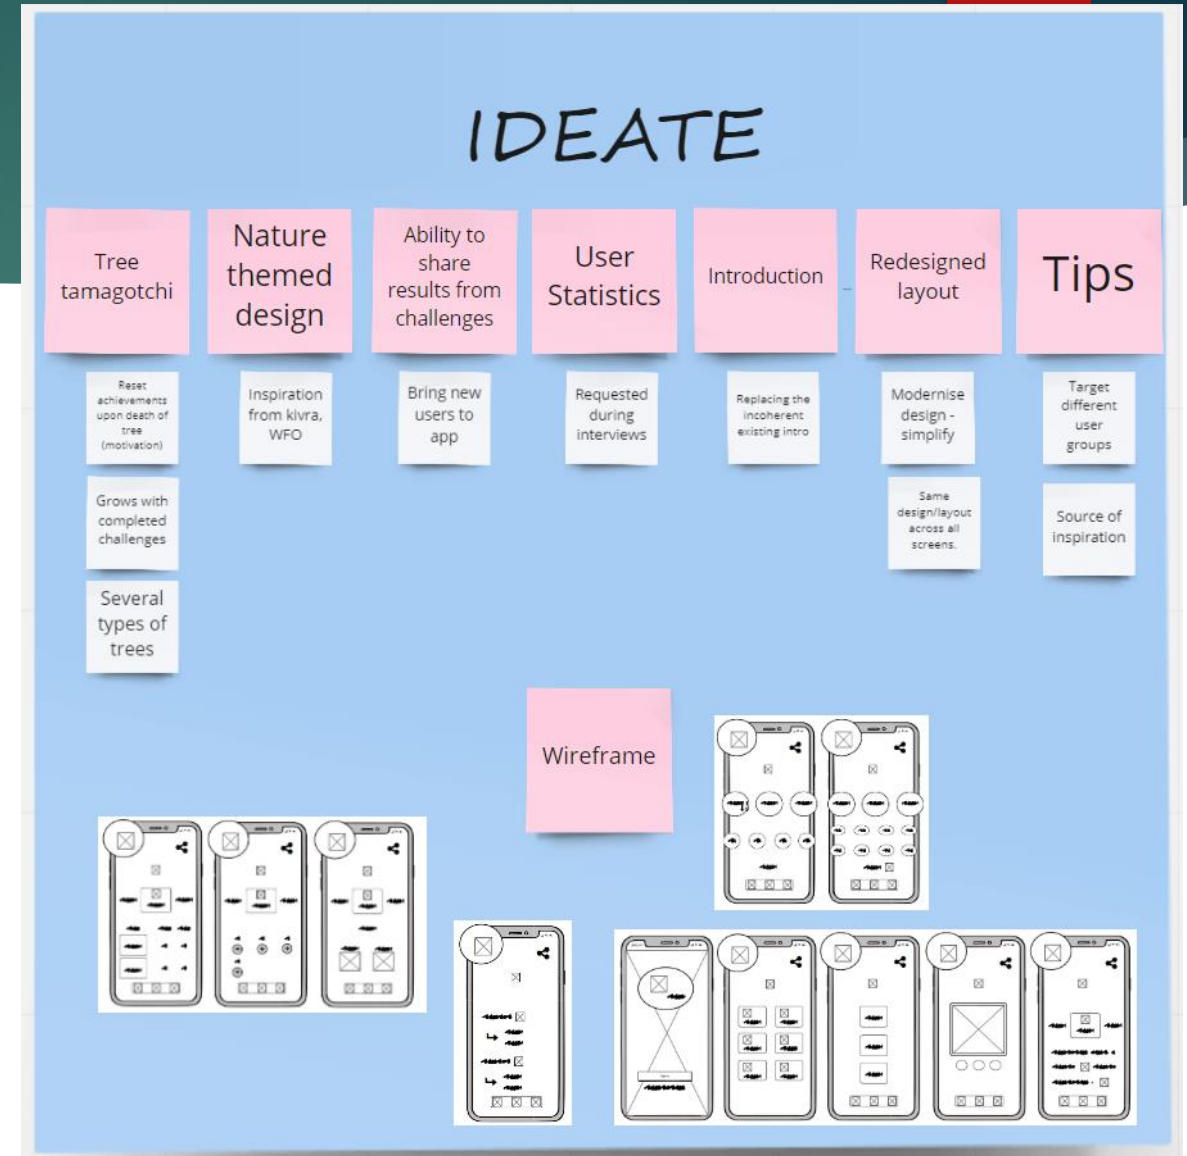 IDEATE
Tree
tamagotchi
Nature
themed
design
Ability to
share
results from
challenges
User
Statistics
Introduction
Redesigned
layout
Tips
Reset
achievements
upon death of
tree
(motivation)
Inspiration
from kivra,
WFO
Bring new
users to
app
Requested
during
interviews
Replacing the
incoherent
existing intro
Modernise
design -
simplify
Target
different
user
groups
Grows with
completed
challenges
Same
design/layout
across all
screens.
Source of
inspiration
Several
types of
trees
Wireframe